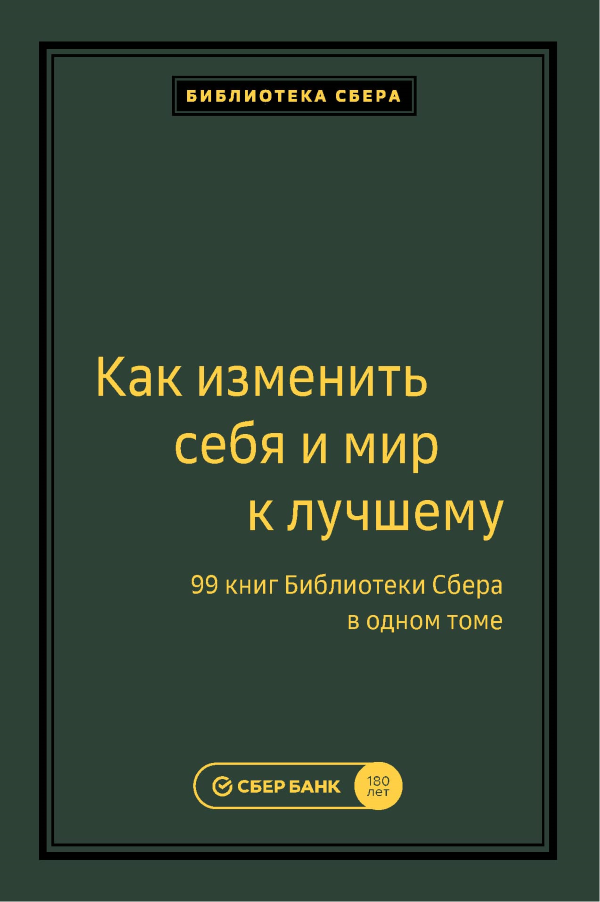 БИБЛИОТЕКА СБЕРА
Как изменить
себя и мир
к лучшему
99 книг Библиотеки Сбера
в одном томе
СБЕР БАНК
180
лет